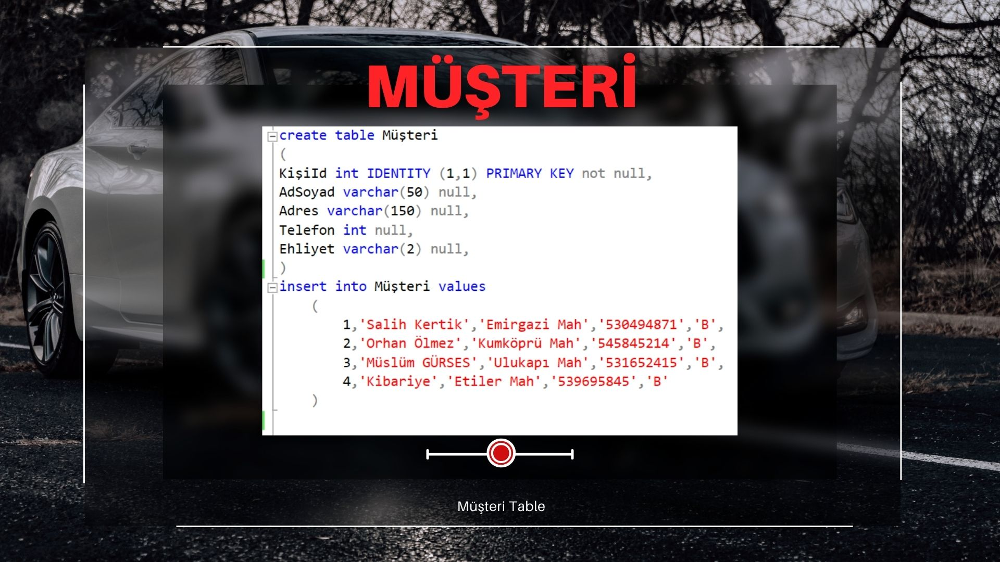 MÜŞTERİ
create table Müşteri
(
KişiId int IDENTITY (1,1) PRIMARY KEY not null,
AdSoyad varchar(50) null,
Adres varchar(150) null,
Telefon int null,
Ehliyet varchar(2) null,
)
insert into Müşteri values
(
1,'Salih Kertik','Emirgazi Mah','530494871','B',
2,'Orhan Ölmez','Kumköprü Mah','545845214','B',
3,'Müslüm GÜRSES','Ulukapı Mah','531652415','B',
4,'Kibariye','Etiler Mah','539695845','B'
)
Müşteri Table